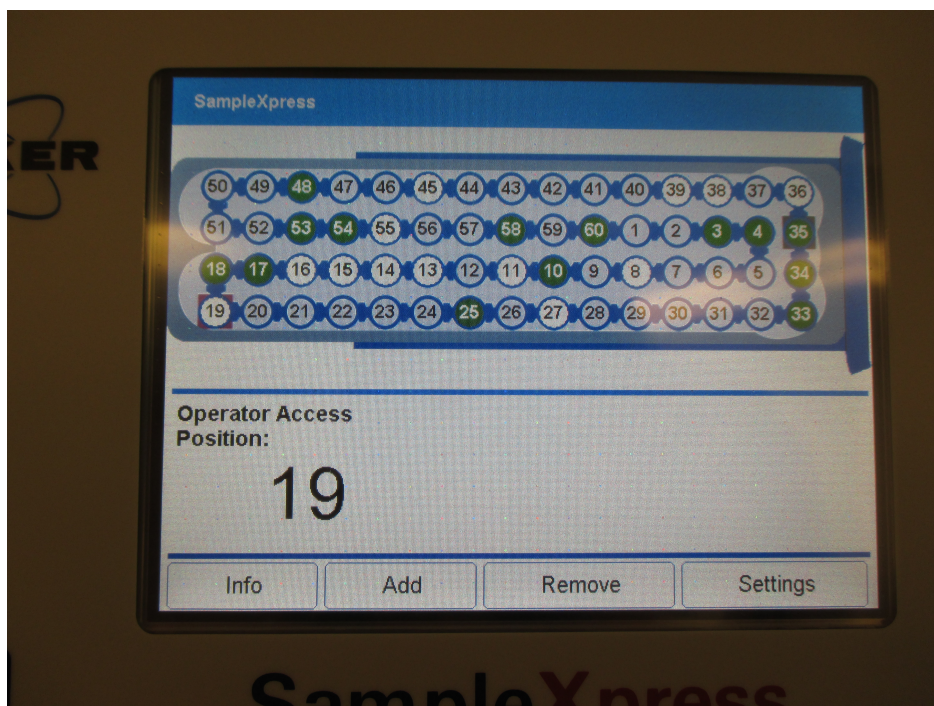 SampleXpress
ER
50 49 48 47 46 45 44 43 42 41 40 39 38 37 36
51 52 53 54 55 56 57 58 59 60 1 2 3 4 35
18 17 16 15 14 13 12 11 10 9 8 7 6 5 34
19 20 21 22 23 24 25 26 27 28 29 30 31 32 33
Operator Access
Position:
19
Info Add Remove Settings
SampleXpress